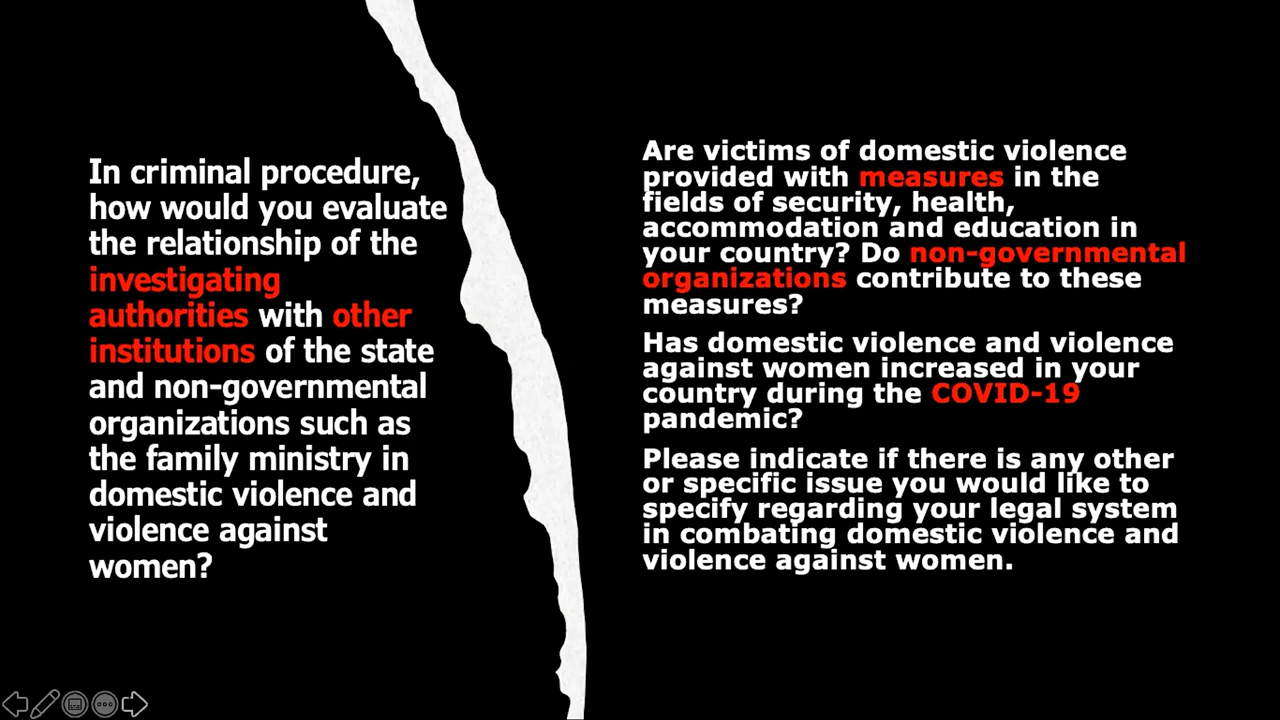 In criminal procedure,
how would you evaluate
the relationship of the
investigating
authorities with other
institutions of the state
and non-governmental
organizations such as
the family ministry in
domestic violence and
violence against
women?
Are victims of domestic violence
provided with measures in the
fields of security, health,
accommodation and education in
your country? Do non-governmental
organizations contribute to these
measures?
Has domestic violence and violence
against women increased in your
country during the COVID-19
pandemic?
Please indicate if there is any other
or specific issue you would like to
specify regarding your legal system
in combating domestic violence and
violence against women.